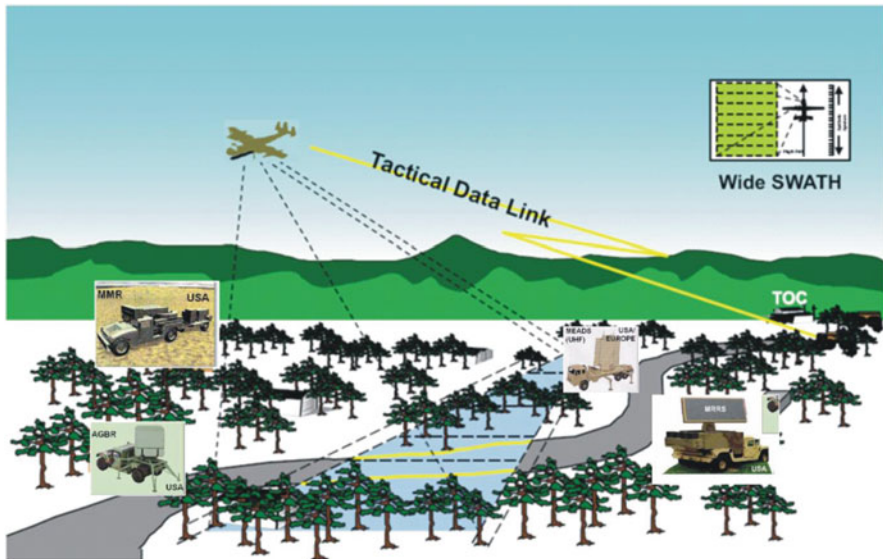 Tactical Data Link
Wide SWATH
MMR
USA
TOC
MEADS
(UHF)
USA/
EUROPE
MRRS
USA
AGBR
USA